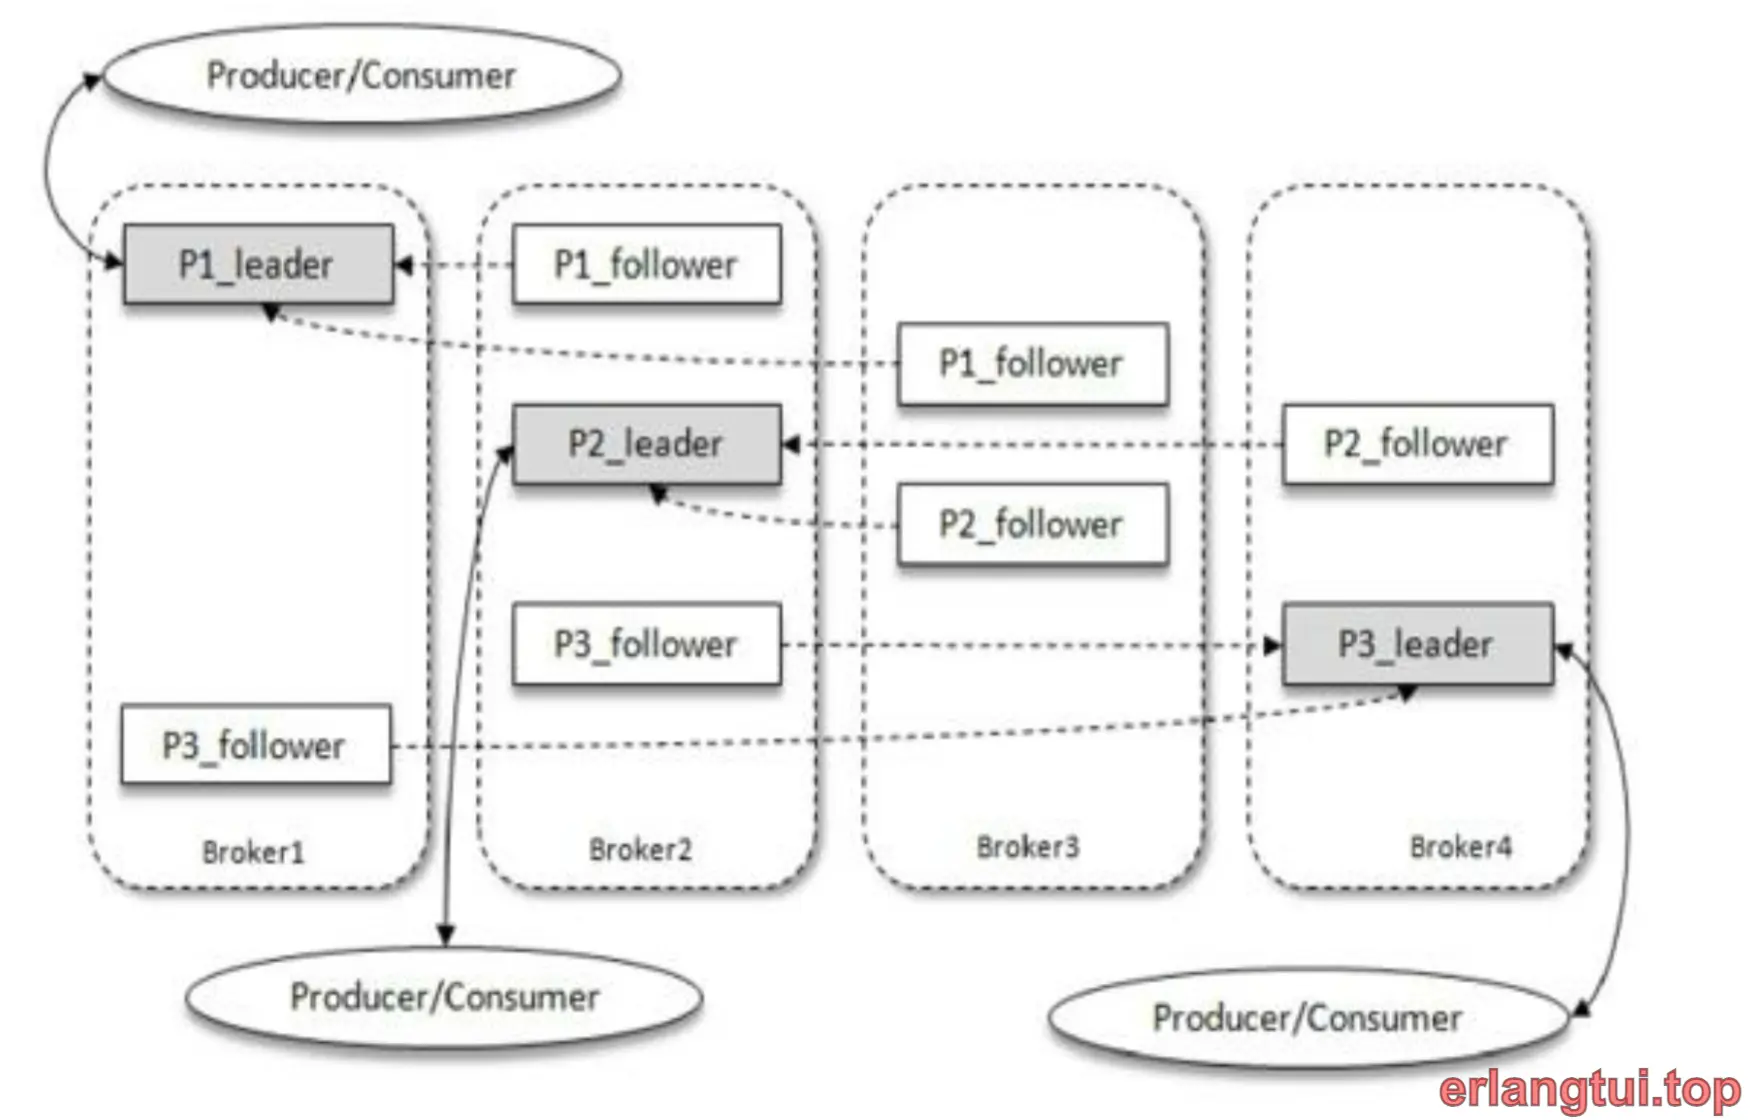 Producer/Consumer
P1_leader
P1_follower
P1_follower
P2_leader
P2_follower
P2_follower
P3_follower
P3_leader
P3_follower
Broker1
Broker2
Broker3
Broker4
Producer/Consumer
Producer/Consumer
erlangtui.top